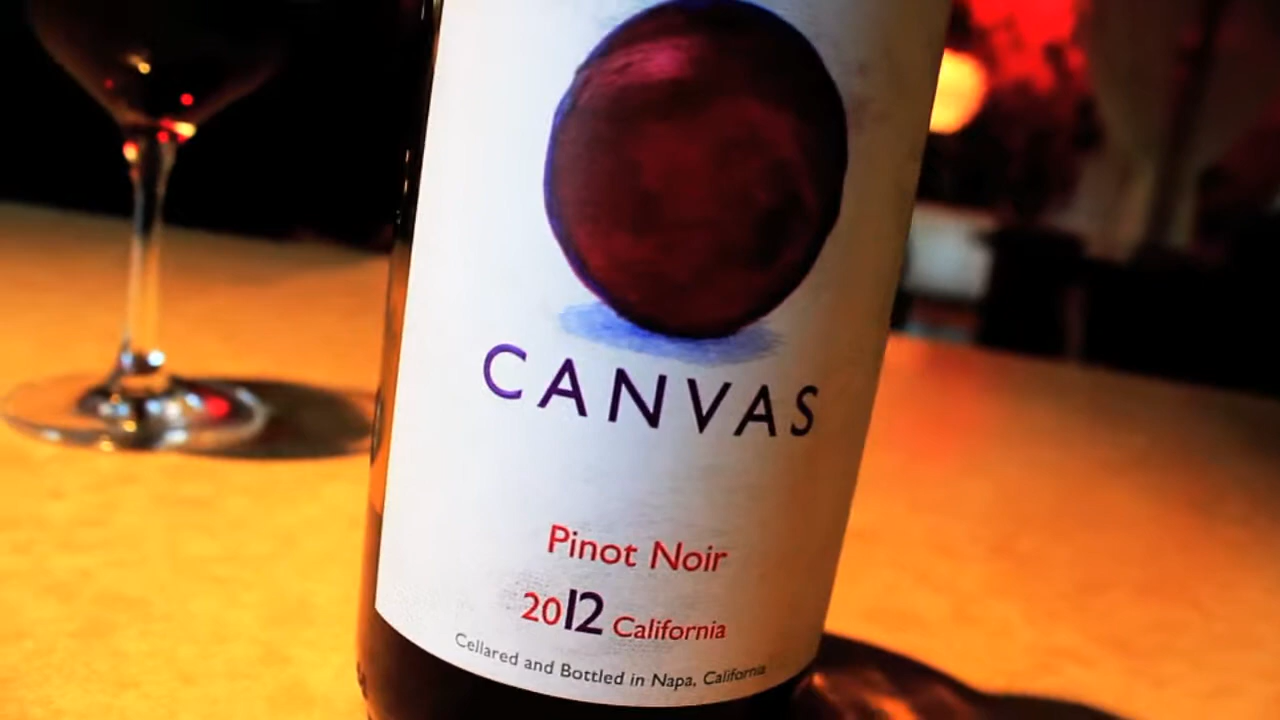 CANVAS
Pinot Noir
2012 California
Cellared and Bottled in Napa, California